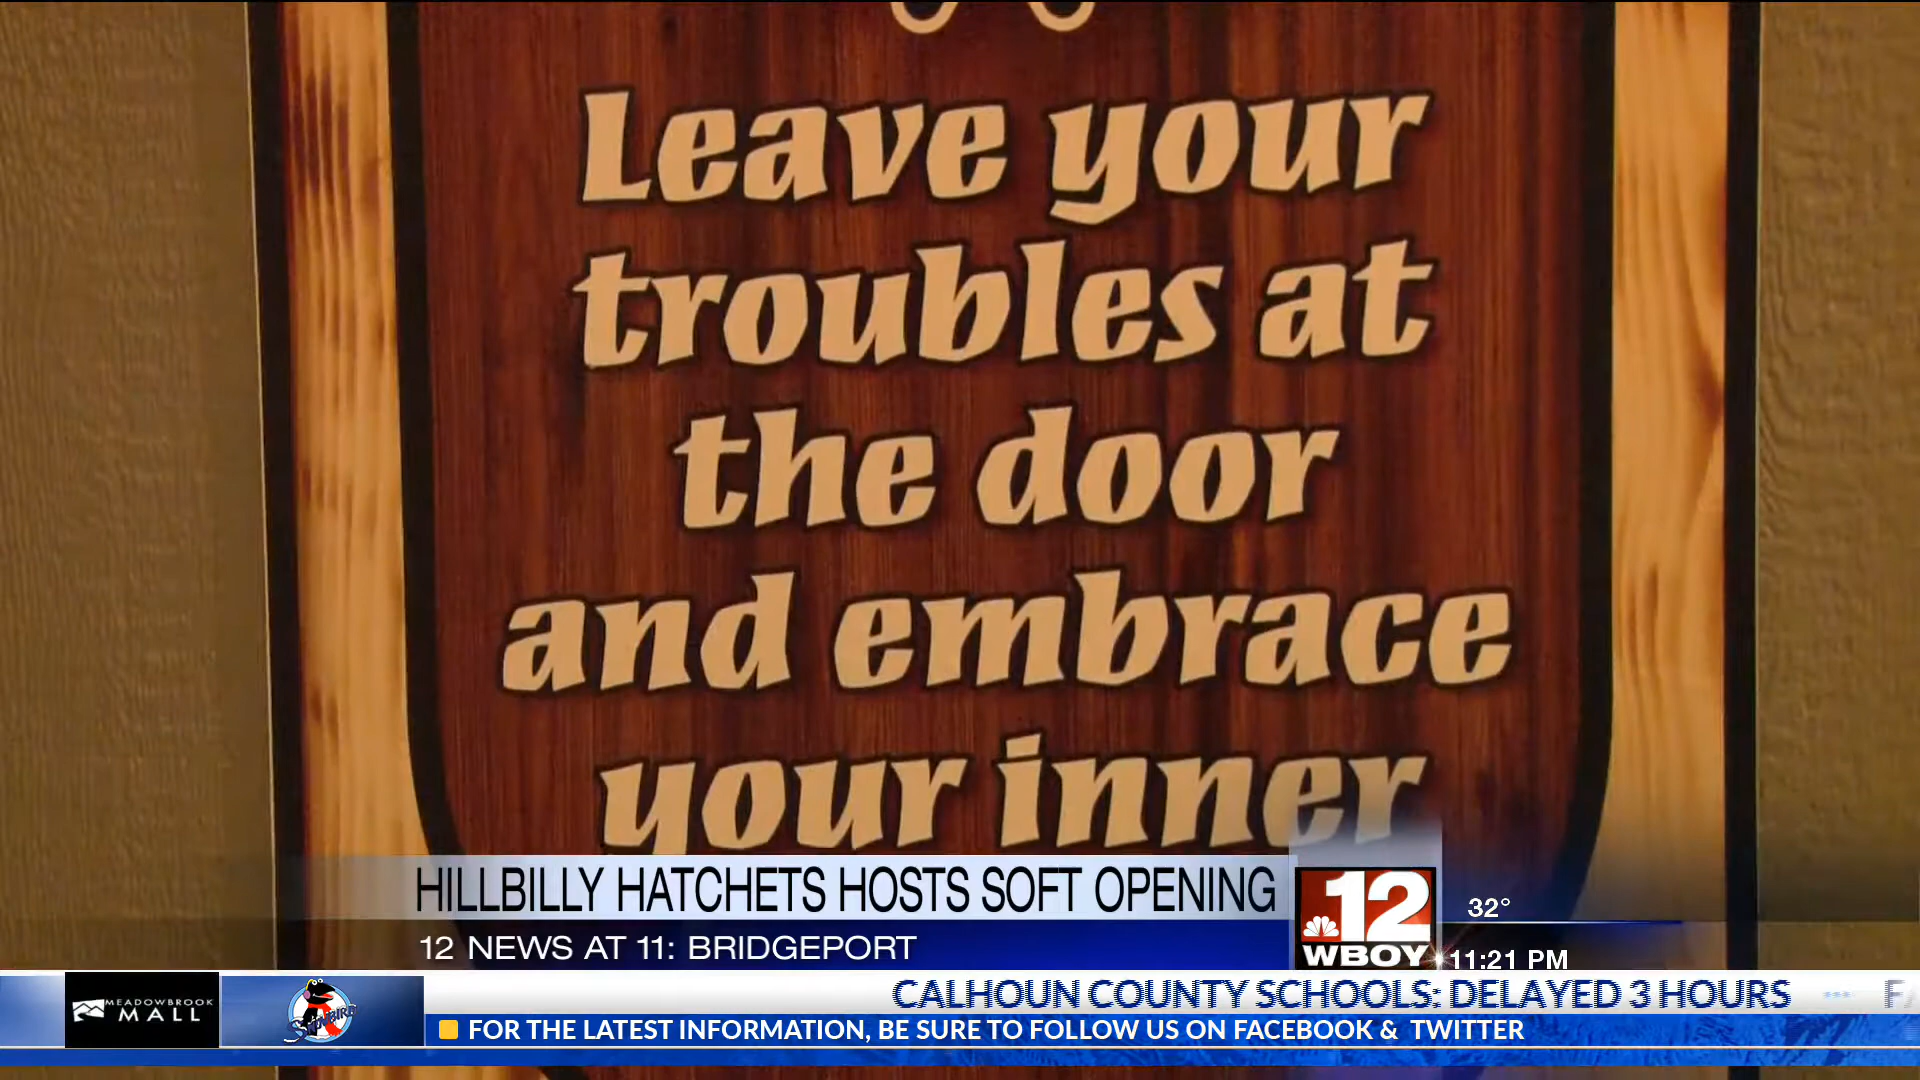 Leave your
troubles at
the door
and embrace
your inner
HILLBILLY HATCHETS HOSTS SOFT OPENING
12 NEWS AT 11: BRIDGEPORT
12
WBOY
32°
11:21 PM
MEADOWBROOK
MALL
SNOWBIRD
CALHOUN COUNTY SCHOOLS: DELAYED 3 HOURS
FOR THE LATEST INFORMATION, BE SURE TO FOLLOW US ON FACEBOOK & TWITTER